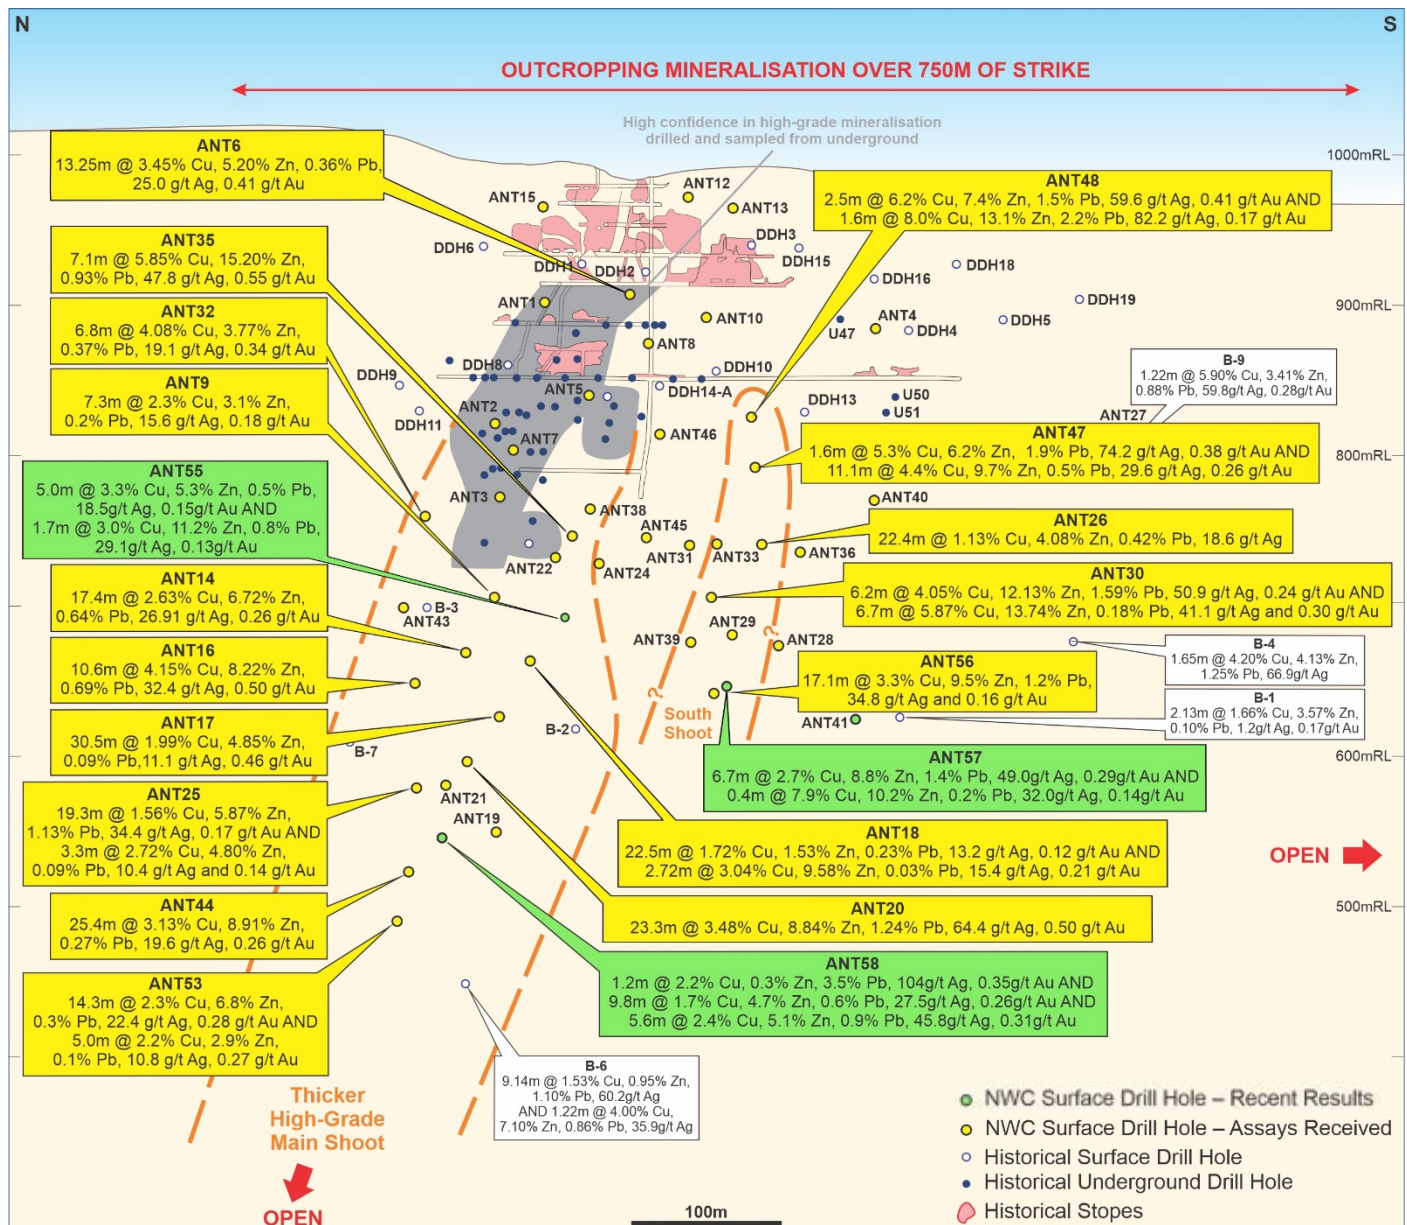 N
S
OUTCROPPING MINERALISATION OVER 750M OF STRIKE
High confidence in high-grade mineralisation
drilled and sampled from underground
1000mRL
900mRL
800mRL
600mRL
500mRL
ANT6
13.25m @ 3.45% Cu, 5.20% Zn, 0.36% Pb,
25.0 g/t Ag, 0.41 g/t Au
ANT35
7.1m @ 5.85% Cu, 15.20% Zn,
0.93% Pb, 47.8 g/t Ag, 0.55 g/t Au
ANT32
6.8m @ 4.08% Cu, 3.77% Zn,
0.37% Pb, 19.1 g/t Ag, 0.34 g/t Au
ANT9
7.3m @ 2.3% Cu, 3.1% Zn,
0.2% Pb, 15.6 g/t Ag, 0.18 g/t Au
ANT55
5.0m @ 3.3% Cu, 5.3% Zn, 0.5% Pb,
18.5g/t Ag, 0.15g/t Au AND
1.7m @ 3.0% Cu, 11.2% Zn, 0.8% Pb,
29.1g/t Ag, 0.13g/t Au
ANT14
17.4m @ 2.63% Cu, 6.72% Zn,
0.64% Pb, 26.91 g/t Ag, 0.26 g/t Au
ANT16
10.6m @ 4.15% Cu, 8.22% Zn,
0.69% Pb, 32.4 g/t Ag, 0.50 g/t Au
ANT17
30.5m @ 1.99% Cu, 4.85% Zn,
0.09% Pb,11.1 g/t Ag, 0.46 g/t Au
ANT25
19.3m @ 1.56% Cu, 5.87% Zn,
1.13% Pb, 34.4 g/t Ag, 0.17 g/t Au AND
3.3m @ 2.72% Cu, 4.80% Zn,
0.09% Pb, 10.4 g/t Ag and 0.14 g/t Au
ANT44
25.4m @ 3.13% Cu, 8.91% Zn,
0.27% Pb, 19.6 g/t Ag, 0.26 g/t Au
ANT53
14.3m @ 2.3% Cu, 6.8% Zn,
0.3% Pb, 22.4 g/t Ag, 0.28 g/t Au AND
5.0m @ 2.2% Cu, 2.9% Zn,
0.1% Pb, 10.8 g/t Ag, 0.27 g/t Au
ANT48
2.5m @ 6.2% Cu, 7.4% Zn, 1.5% Pb, 59.6 g/t Ag, 0.41 g/t Au AND
1.6m @ 8.0% Cu, 13.1% Zn, 2.2% Pb, 82.2 g/t Ag, 0.17 g/t Au
ANT15
ANT12
ANT13
DDH6
DDH1
DDH2
DDH3
DDH15
DDH16
DDH18
DDH19
ANT1
ANT10
U47
ANT4
DDH4
DDH5
ANT8
DDH8
DDH9
DDH10
DDH14-A
ANT5
DDH11
ANT2
DDH13
U50
U51
ANT27
ANT7
ANT46
B-9
1.22m @ 5.90% Cu, 3.41% Zn,
0.88% Pb, 59.8g/t Ag, 0.28g/t Au
ANT47
1.6m @ 5.3% Cu, 6.2% Zn, 1.9% Pb, 74.2 g/t Ag, 0.38 g/t Au AND
11.1m @ 4.4% Cu, 9.7% Zn, 0.5% Pb, 29.6 g/t Ag, 0.26 g/t Au
ANT3
ANT38
ANT40
ANT45
ANT31
ANT33
ANT36
ANT22
ANT24
ANT26
22.4m @ 1.13% Cu, 4.08% Zn, 0.42% Pb, 18.6 g/t Ag
ANT30
6.2m @ 4.05% Cu, 12.13% Zn, 1.59% Pb, 50.9 g/t Ag, 0.24 g/t Au AND
6.7m @ 5.87% Cu, 13.74% Zn, 0.18% Pb, 41.1 g/t Ag and 0.30 g/t Au
B-3
ANT43
ANT29
ANT39
ANT28
?
?
B-4
1.65m @ 4.20% Cu, 4.13% Zn,
1.25% Pb, 66.9g/t Ag
ANT56
17.1m @ 3.3% Cu, 9.5% Zn, 1.2% Pb,
34.8 g/t Ag and 0.16 g/t Au
South
Shoot
ANT41
B-1
2.13m @ 1.66% Cu, 3.57% Zn,
0.10% Pb, 1.2g/t Ag, 0.17g/t Au
B-2
B-7
ANT57
6.7m @ 2.7% Cu, 8.8% Zn, 1.4% Pb, 49.0g/t Ag, 0.29g/t Au AND
0.4m @ 7.9% Cu, 10.2% Zn, 0.2% Pb, 32.0g/t Ag, 0.14g/t Au
ANT21
ANT19
ANT18
22.5m @ 1.72% Cu, 1.53% Zn, 0.23% Pb, 13.2 g/t Ag, 0.12 g/t Au AND
2.72m @ 3.04% Cu, 9.58% Zn, 0.03% Pb, 15.4 g/t Ag, 0.21 g/t Au
OPEN
ANT20
23.3m @ 3.48% Cu, 8.84% Zn, 1.24% Pb, 64.4 g/t Ag, 0.50 g/t Au
ANT58
1.2m @ 2.2% Cu, 0.3% Zn, 3.5% Pb, 104g/t Ag, 0.35g/t Au AND
9.8m @ 1.7% Cu, 4.7% Zn, 0.6% Pb, 27.5g/t Ag, 0.26g/t Au AND
5.6m @ 2.4% Cu, 5.1% Zn, 0.9% Pb, 45.8g/t Ag, 0.31g/t Au
B-6
9.14m @ 1.53% Cu, 0.95% Zn,
1.10% Pb, 60.2g/t Ag
AND 1.22m @ 4.00% Cu,
7.10% Zn, 0.86% Pb, 35.9g/t Ag
Thicker
High-Grade
Main Shoot
OPEN
100m
NWC Surface Drill Hole – Recent Results
NWC Surface Drill Hole – Assays Received
Historical Surface Drill Hole
Historical Underground Drill Hole
Historical Stopes